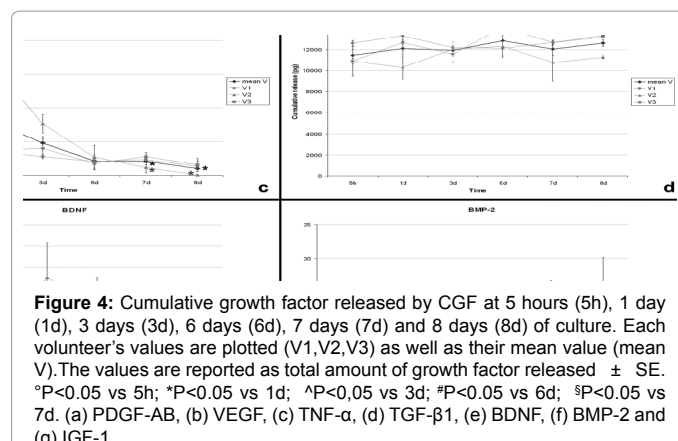 12000
10000
8000
6000
4000
2000
0
Cumulative release (pg)
mean V
V1
V2
V3
mean V
V1
V2
V3
* * * *
3d 6d 7d 8d
Time
c
5h 1d 3d 6d 7d 8d
Time
d
BDNF
BMP-2
25
20
Figure 4: Cumulative growth factor released by CGF at 5 hours (5h), 1 day
(1d), 3 days (3d), 6 days (6d), 7 days (7d) and 8 days (8d) of culture. Each
volunteer's values are plotted (V1,V2,V3) as well as their mean value (mean
V).The values are reported as total amount of growth factor released ± SE.
°P<0.05 vs 5h; *P<0.05 vs 1d; ^P<0,05 vs 3d; #P<0.05 vs 6d; §P<0.05 vs
7d. (a) PDGF-AB, (b) VEGF, (c) TNF-α, (d) TGF-β1, (e) BDNF, (f) BMP-2 and
(g) IGF-1